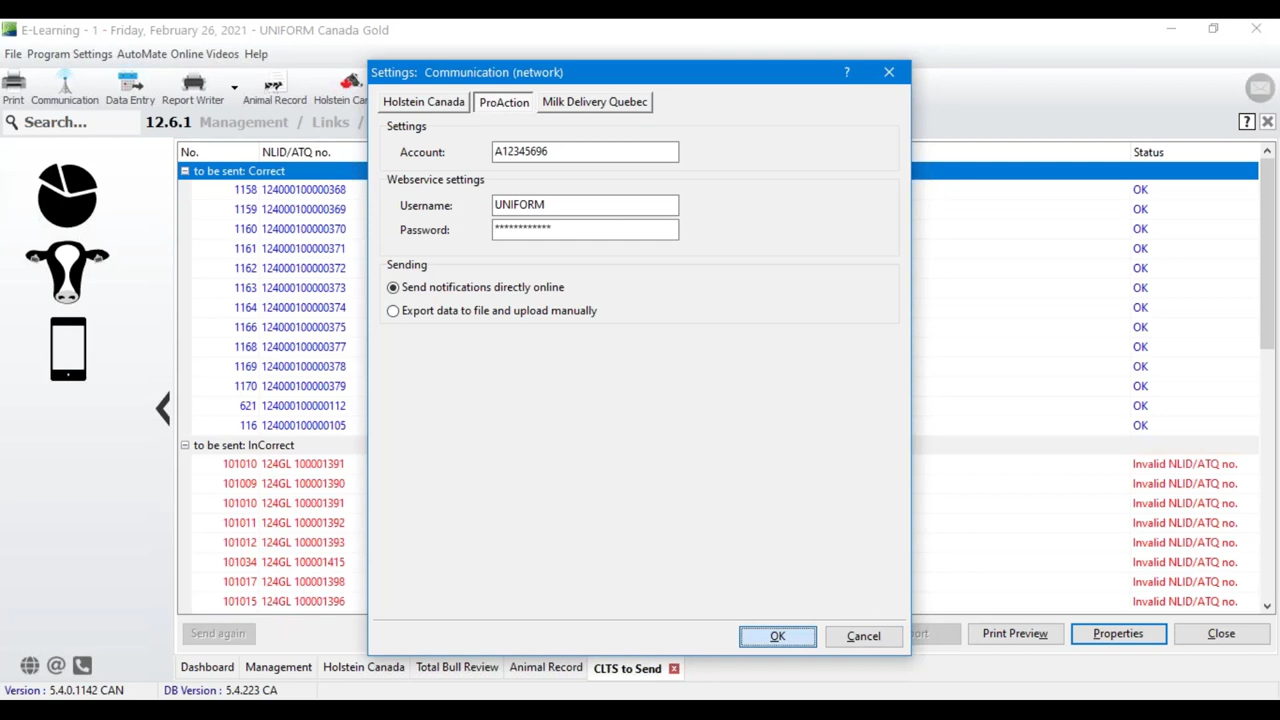 E-Learning - 1 - Friday, February 26, 2021 - UNIFORM Canada Gold
File Program Settings AutoMate Online Videos Help
Print Communication Data Entry Report Writer Animal Record Holstein Car
Search... 12.6.1 Management / Links /
Settings: Communication (network)
Holstein Canada ProAction Milk Delivery Quebec
Settings
Account: A12345696
Webservice settings
Username: UNIFORM
Password: ************
Sending
Send notifications directly online
Export data to file and upload manually
OK Cancel
No. NLID/ATQ no. Status
to be sent: Correct
1158 124000100000368 OK
1159 124000100000369 OK
1160 124000100000370 OK
1161 124000100000371 OK
1162 124000100000372 OK
1163 124000100000373 OK
1164 124000100000374 OK
1166 124000100000375 OK
1168 124000100000377 OK
1169 124000100000378 OK
1170 124000100000379 OK
621 124000100000112 OK
116 124000100000105 OK
to be sent: InCorrect
101010 124GL 100001391 Invalid NLID/ATQ no.
101009 124GL 100001390 Invalid NLID/ATQ no.
101010 124GL 100001391 Invalid NLID/ATQ no.
101011 124GL 100001392 Invalid NLID/ATQ no.
101012 124GL 100001393 Invalid NLID/ATQ no.
101034 124GL 100001415 Invalid NLID/ATQ no.
101017 124GL 100001398 Invalid NLID/ATQ no.
101015 124GL 100001396 Invalid NLID/ATQ no.
Send again ort Print Preview Properties Close
Dashboard Management Holstein Canada Total Bull Review Animal Record CLTS to Send
Version : 5.4.0.1142 CAN DB Version : 5.4.223 CA